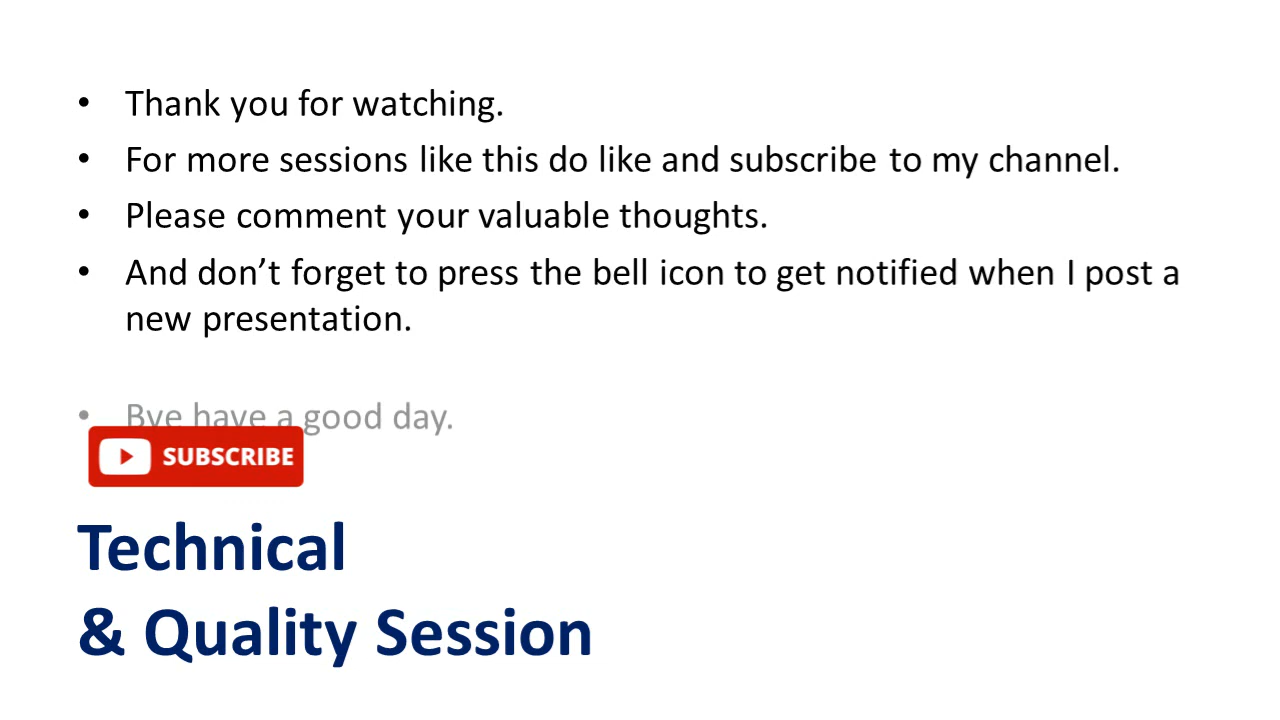 • Thank you for watching.
• For more sessions like this do like and subscribe to my channel.
• Please comment your valuable thoughts.
• And don’t forget to press the bell icon to get notified when I post a
new presentation.
• Bye have a good day.
SUBSCRIBE
Technical
& Quality Session